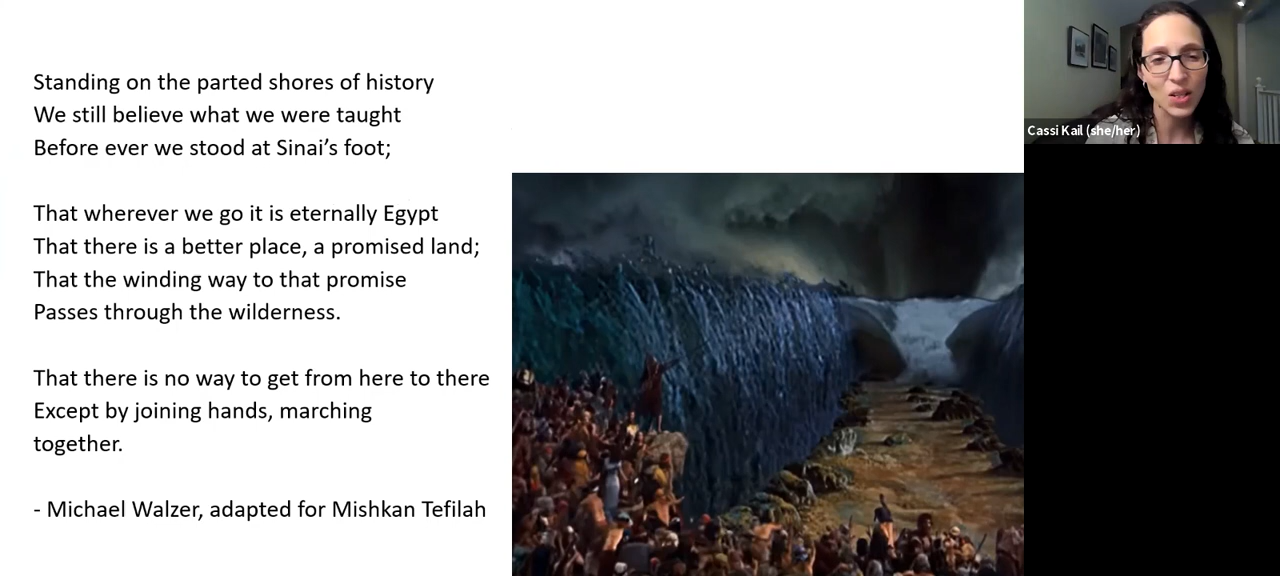 Standing on the parted shores of history
We still believe what we were taught
Before ever we stood at Sinai’s foot;
That wherever we go it is eternally Egypt
That there is a better place, a promised land;
That the winding way to that promise
Passes through the wilderness.
That there is no way to get from here to there
Except by joining hands, marching
together.
- Michael Walzer, adapted for Mishkan Tefilah
Cassi Kail (she/her)